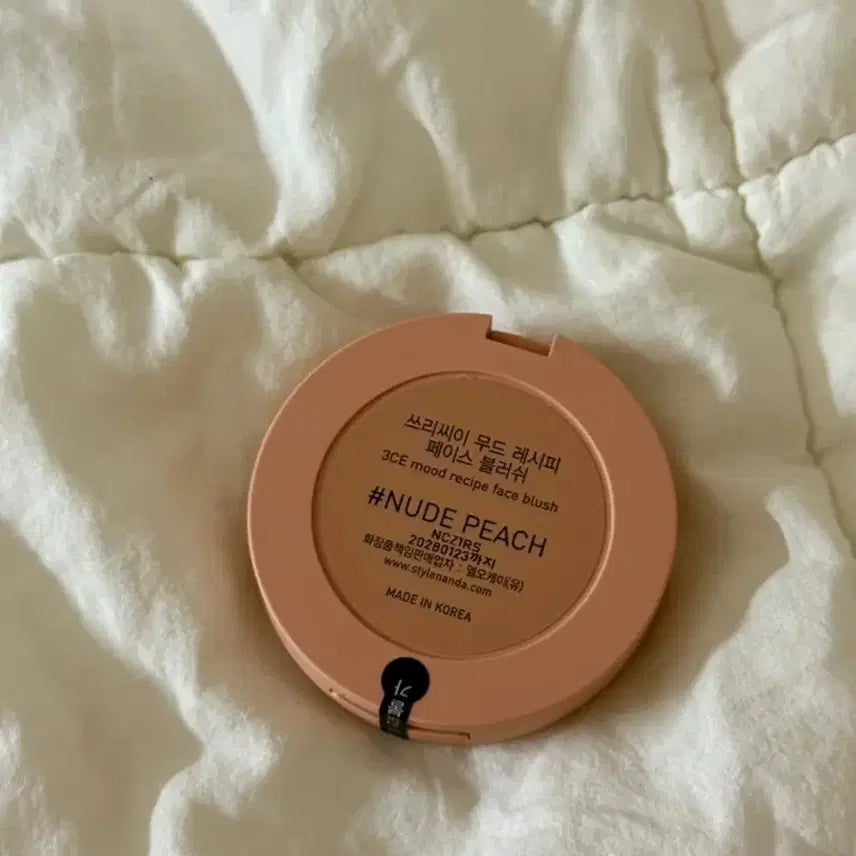 쓰리씨이 무드 레시피
페이스 블러쉬
3CE mood recipe face blush
#NUDE PEACH
NCZ1RS
20280123까지
화장품책임판매업자 : 엘오케이(유)
www.stylenanda.com
MADE IN KOREA